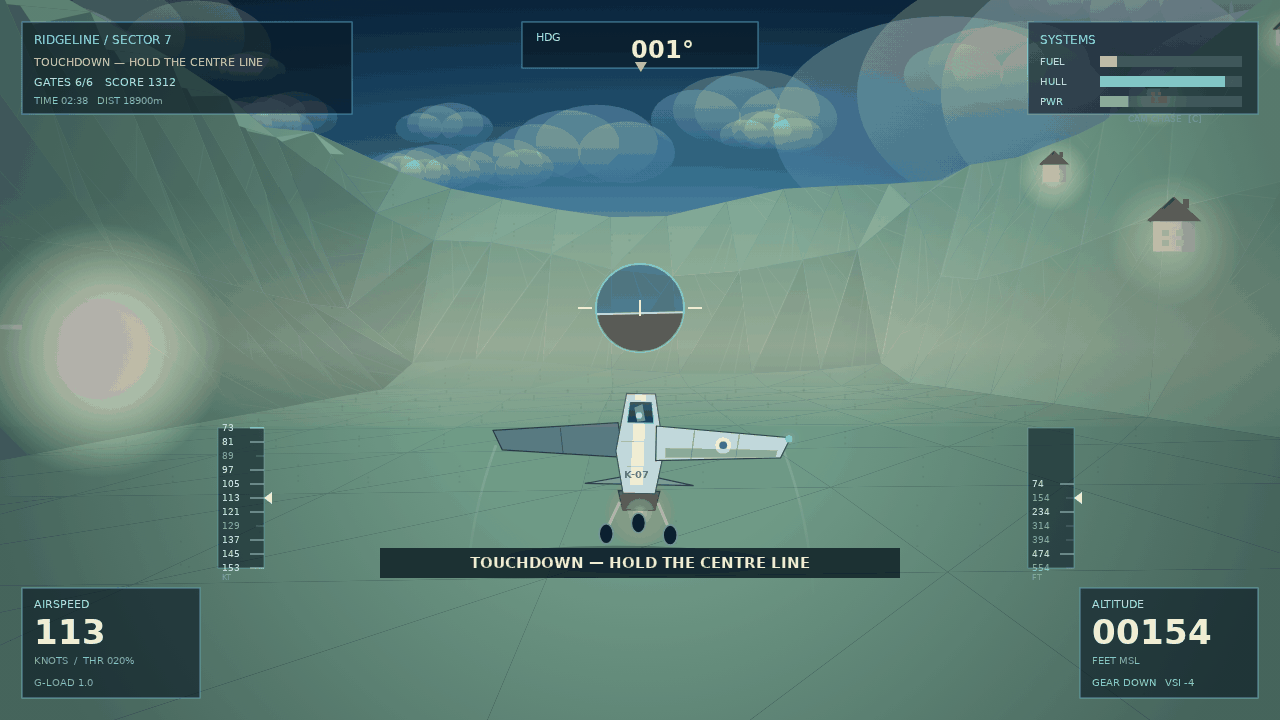 RIDGELINE / SECTOR 7
TOUCHDOWN — HOLD THE CENTRE LINE
GATES 6/6 SCORE 1312
TIME 02:38 DIST 18900m
HDG
001°
SYSTEMS
FUEL
HULL
PWR
73
81
89
97
105
113
121
129
137
145
153
KT
K-07
74
154
234
314
394
474
554
FT
TOUCHDOWN — HOLD THE CENTRE LINE
AIRSPEED
113
KNOTS / THR 020%
G-LOAD 1.0
ALTITUDE
00154
FEET MSL
GEAR DOWN VSI -4